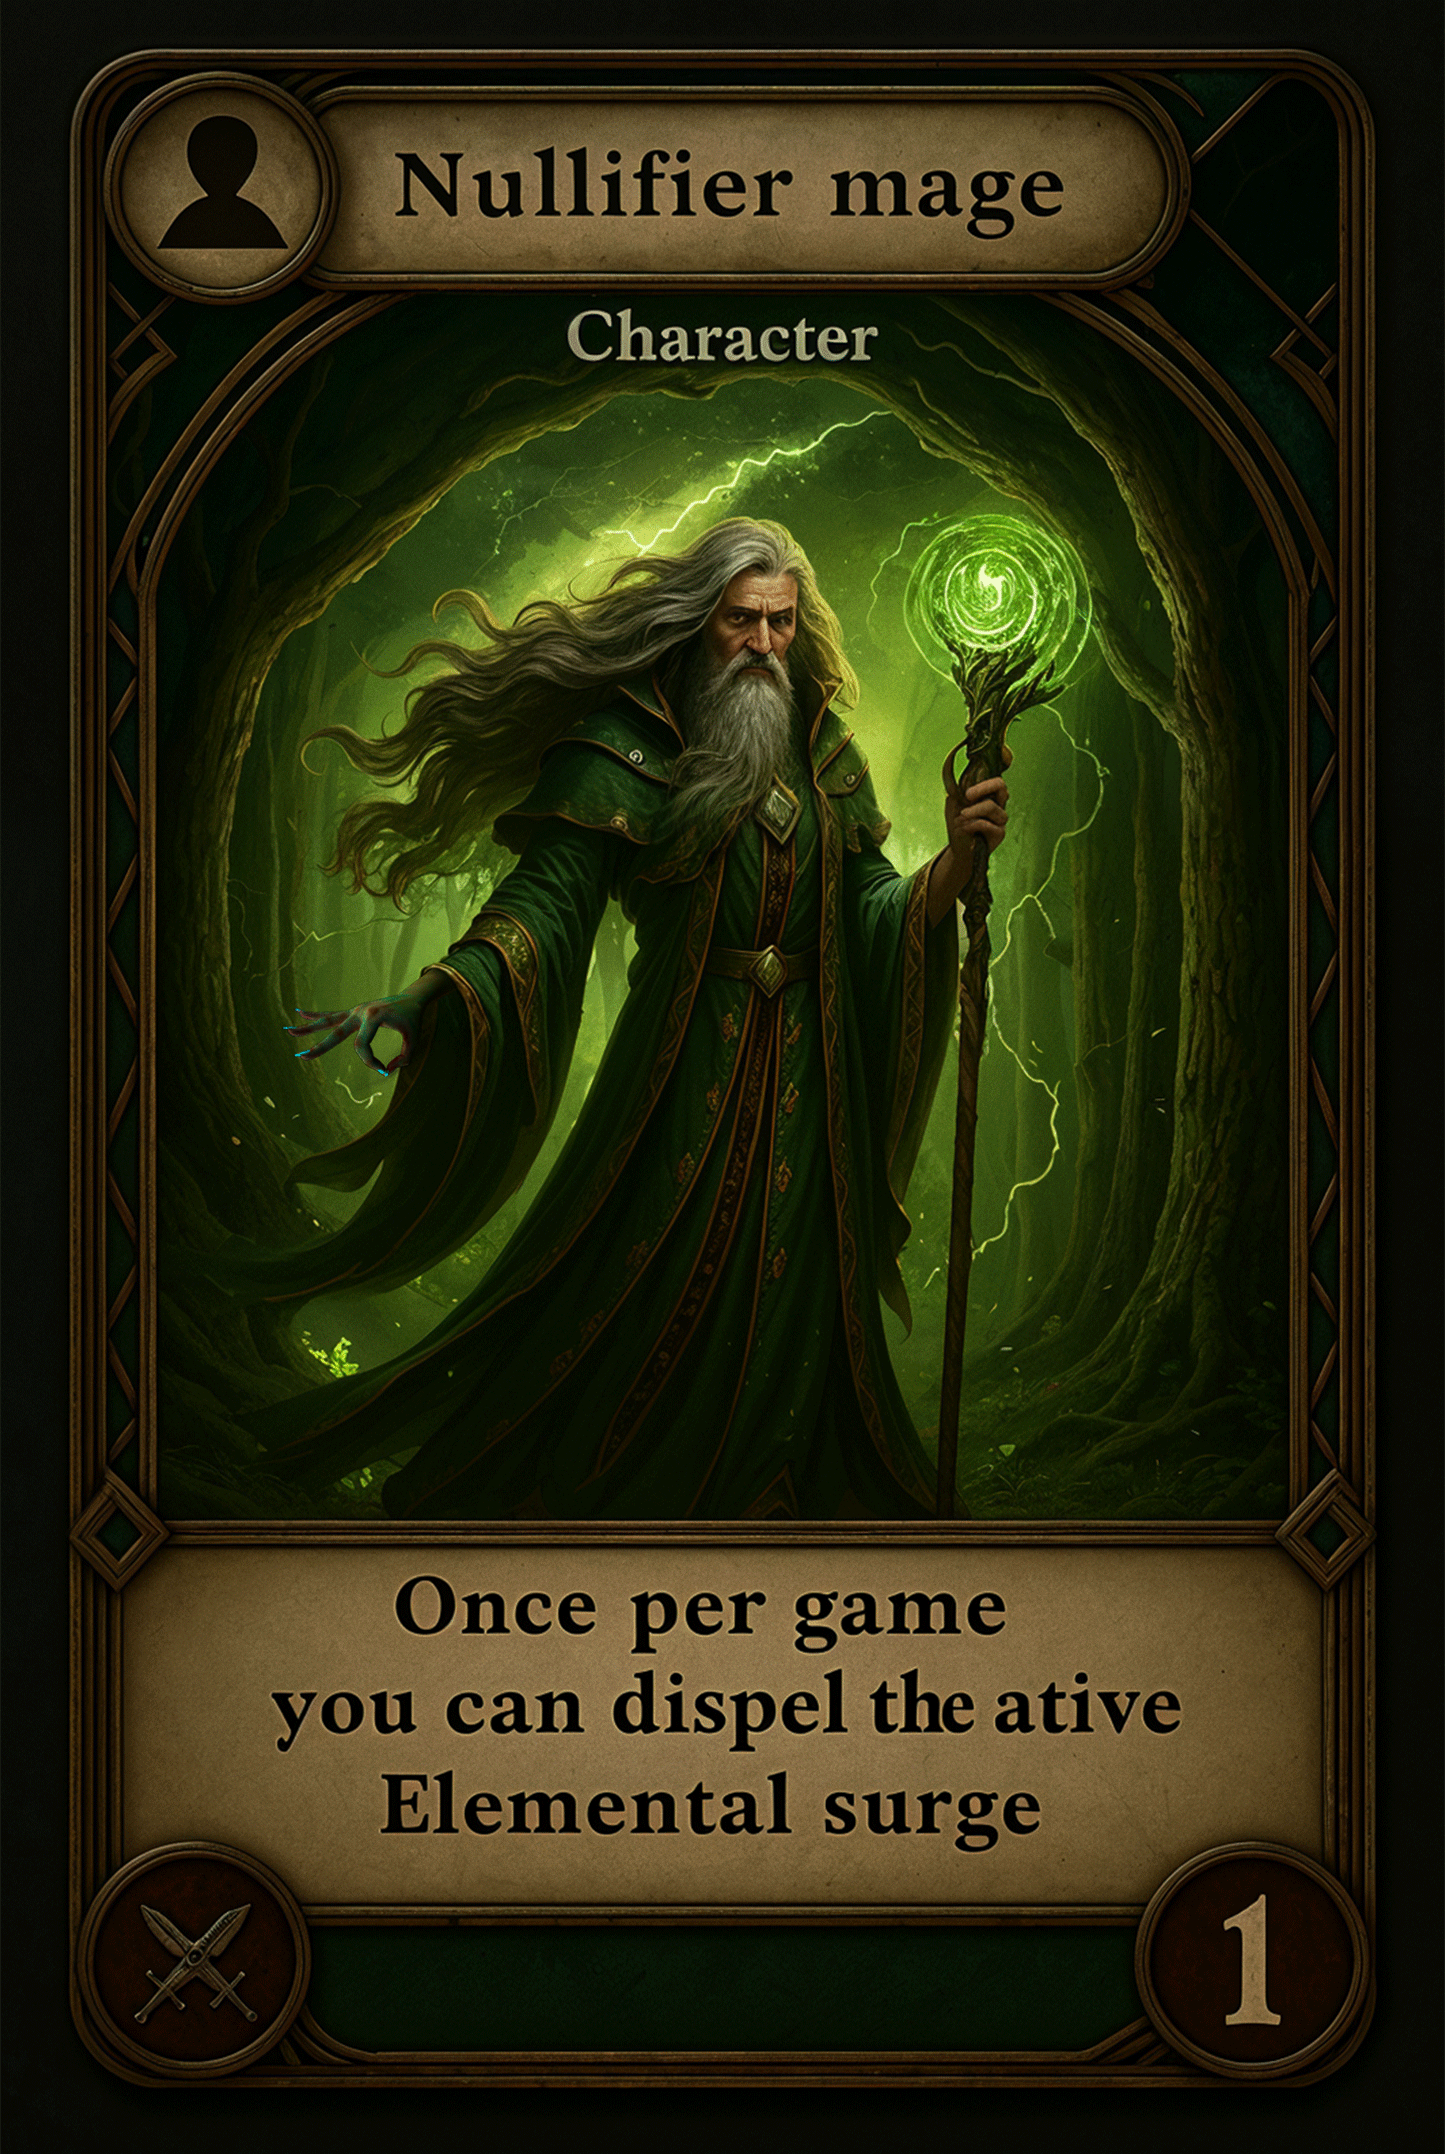 Nullifier mage
Character
Once per game
you can dispel the ative
Elemental surge
1